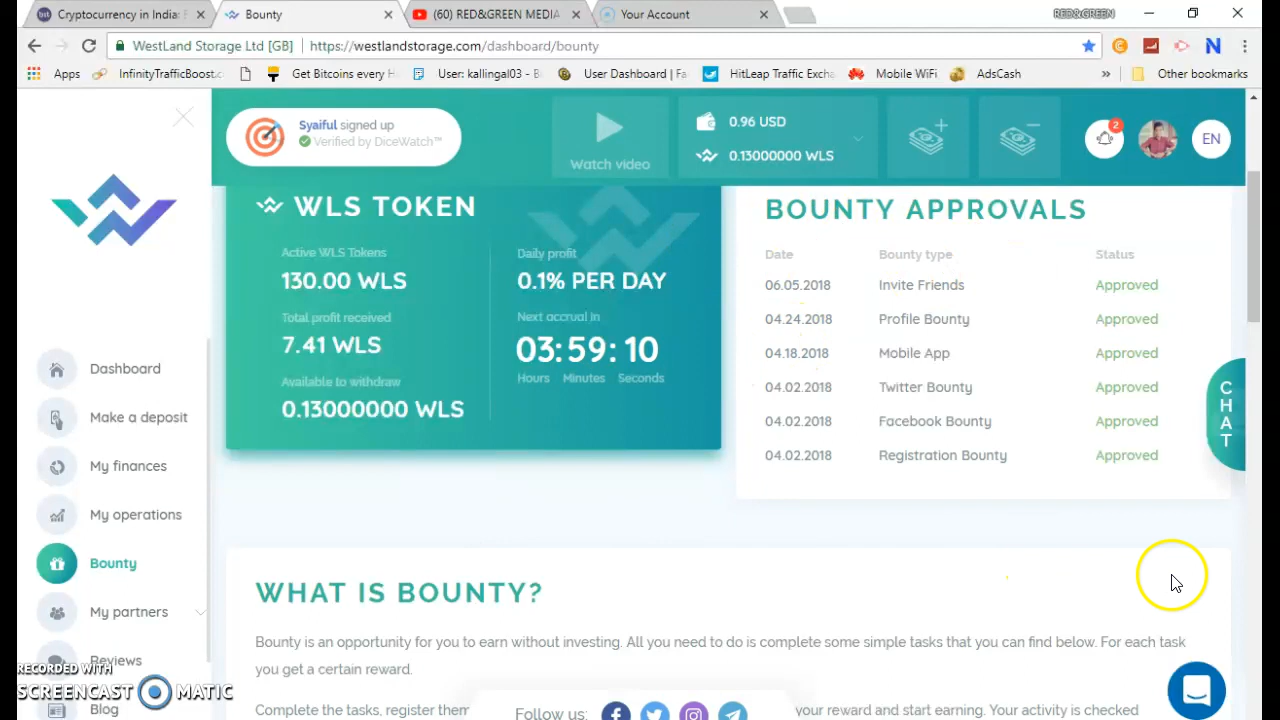 Cryptocurrency in India:
Bounty
(60) RED&GREEN MEDIA
Your Account
RED&GREEN
WestLand Storage Ltd [GB]
https://westlandstorage.com/dashboard/bounty
Apps
InfinityTrafficBoost.c
Get Bitcoins every H
User: kallingal03 - B
User Dashboard | Fa
HitLeap Traffic Excha
Mobile WiFi
AdsCash
»
Other bookmarks
Syaiful signed up
Verified by DiceWatch™
Watch video
0.96 USD
0.13000000 WLS
2
EN
WLS TOKEN
Active WLS Tokens
130.00 WLS
Total profit received
7.41 WLS
Available to withdraw
0.13000000 WLS
Daily profit
0.1% PER DAY
Next accrual in
03:59:10
Hours Minutes Seconds
BOUNTY APPROVALS
Date Bounty type Status
06.05.2018 Invite Friends Approved
04.24.2018 Profile Bounty Approved
04.18.2018 Mobile App Approved
04.02.2018 Twitter Bounty Approved
04.02.2018 Facebook Bounty Approved
04.02.2018 Registration Bounty Approved
CHAT
Dashboard
Make a deposit
My finances
My operations
Bounty
My partners
Reviews
Blog
RECORDED WITH
SCREENCAST MATIC
WHAT IS BOUNTY?
Bounty is an opportunity for you to earn without investing. All you need to do is complete some simple tasks that you can find below. For each task
you get a certain reward.
Complete the tasks, register them
your reward and start earning. Your activity is checked
Follow us: